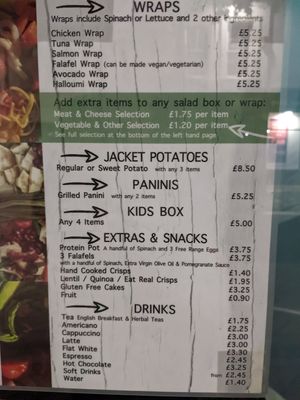 WRAPS
Wraps include Spinach or Lettuce and 2 other ingredients
Chicken Wrap £5.25
Tuna Wrap £5.25
Salmon Wrap £5.25
Falafel Wrap (can be made vegan/vegetarian) £5.25
Avocado Wrap £5.25
Halloumi Wrap £5.25
Add extra items to any salad box or wrap:
Meat & Cheese Selection £1.75 per item
Vegetable & Other Selection £1.20 per item
See full selection at the bottom of the left hand page
JACKET POTATOES
Regular or Sweet Potato with any 3 items £8.50
PANINIS
Grilled Panini with any 2 items £5.25
KIDS BOX
Any 4 Items £5.00
EXTRAS & SNACKS
Protein Pot A handful of Spinach and 3 Free Range Eggs £3.75
3 Falafels £3.75
with a handful of Spinach, Extra Virgin Olive Oil & Pomegranate Sauce
Hand Cooked Crisps £1.40
Lentil / Quinoa / Eat Real Crisps £1.95
Gluten Free Cakes £3.25
Fruit £0.90
DRINKS
Tea English Breakfast & Herbal Teas £1.75
Americano £2.25
Cappuccino £3.00
Latte £3.00
Flat White £3.30
Espresso £2.45
Hot Chocolate £3.25
Soft Drinks from £2.45
Water £1.40